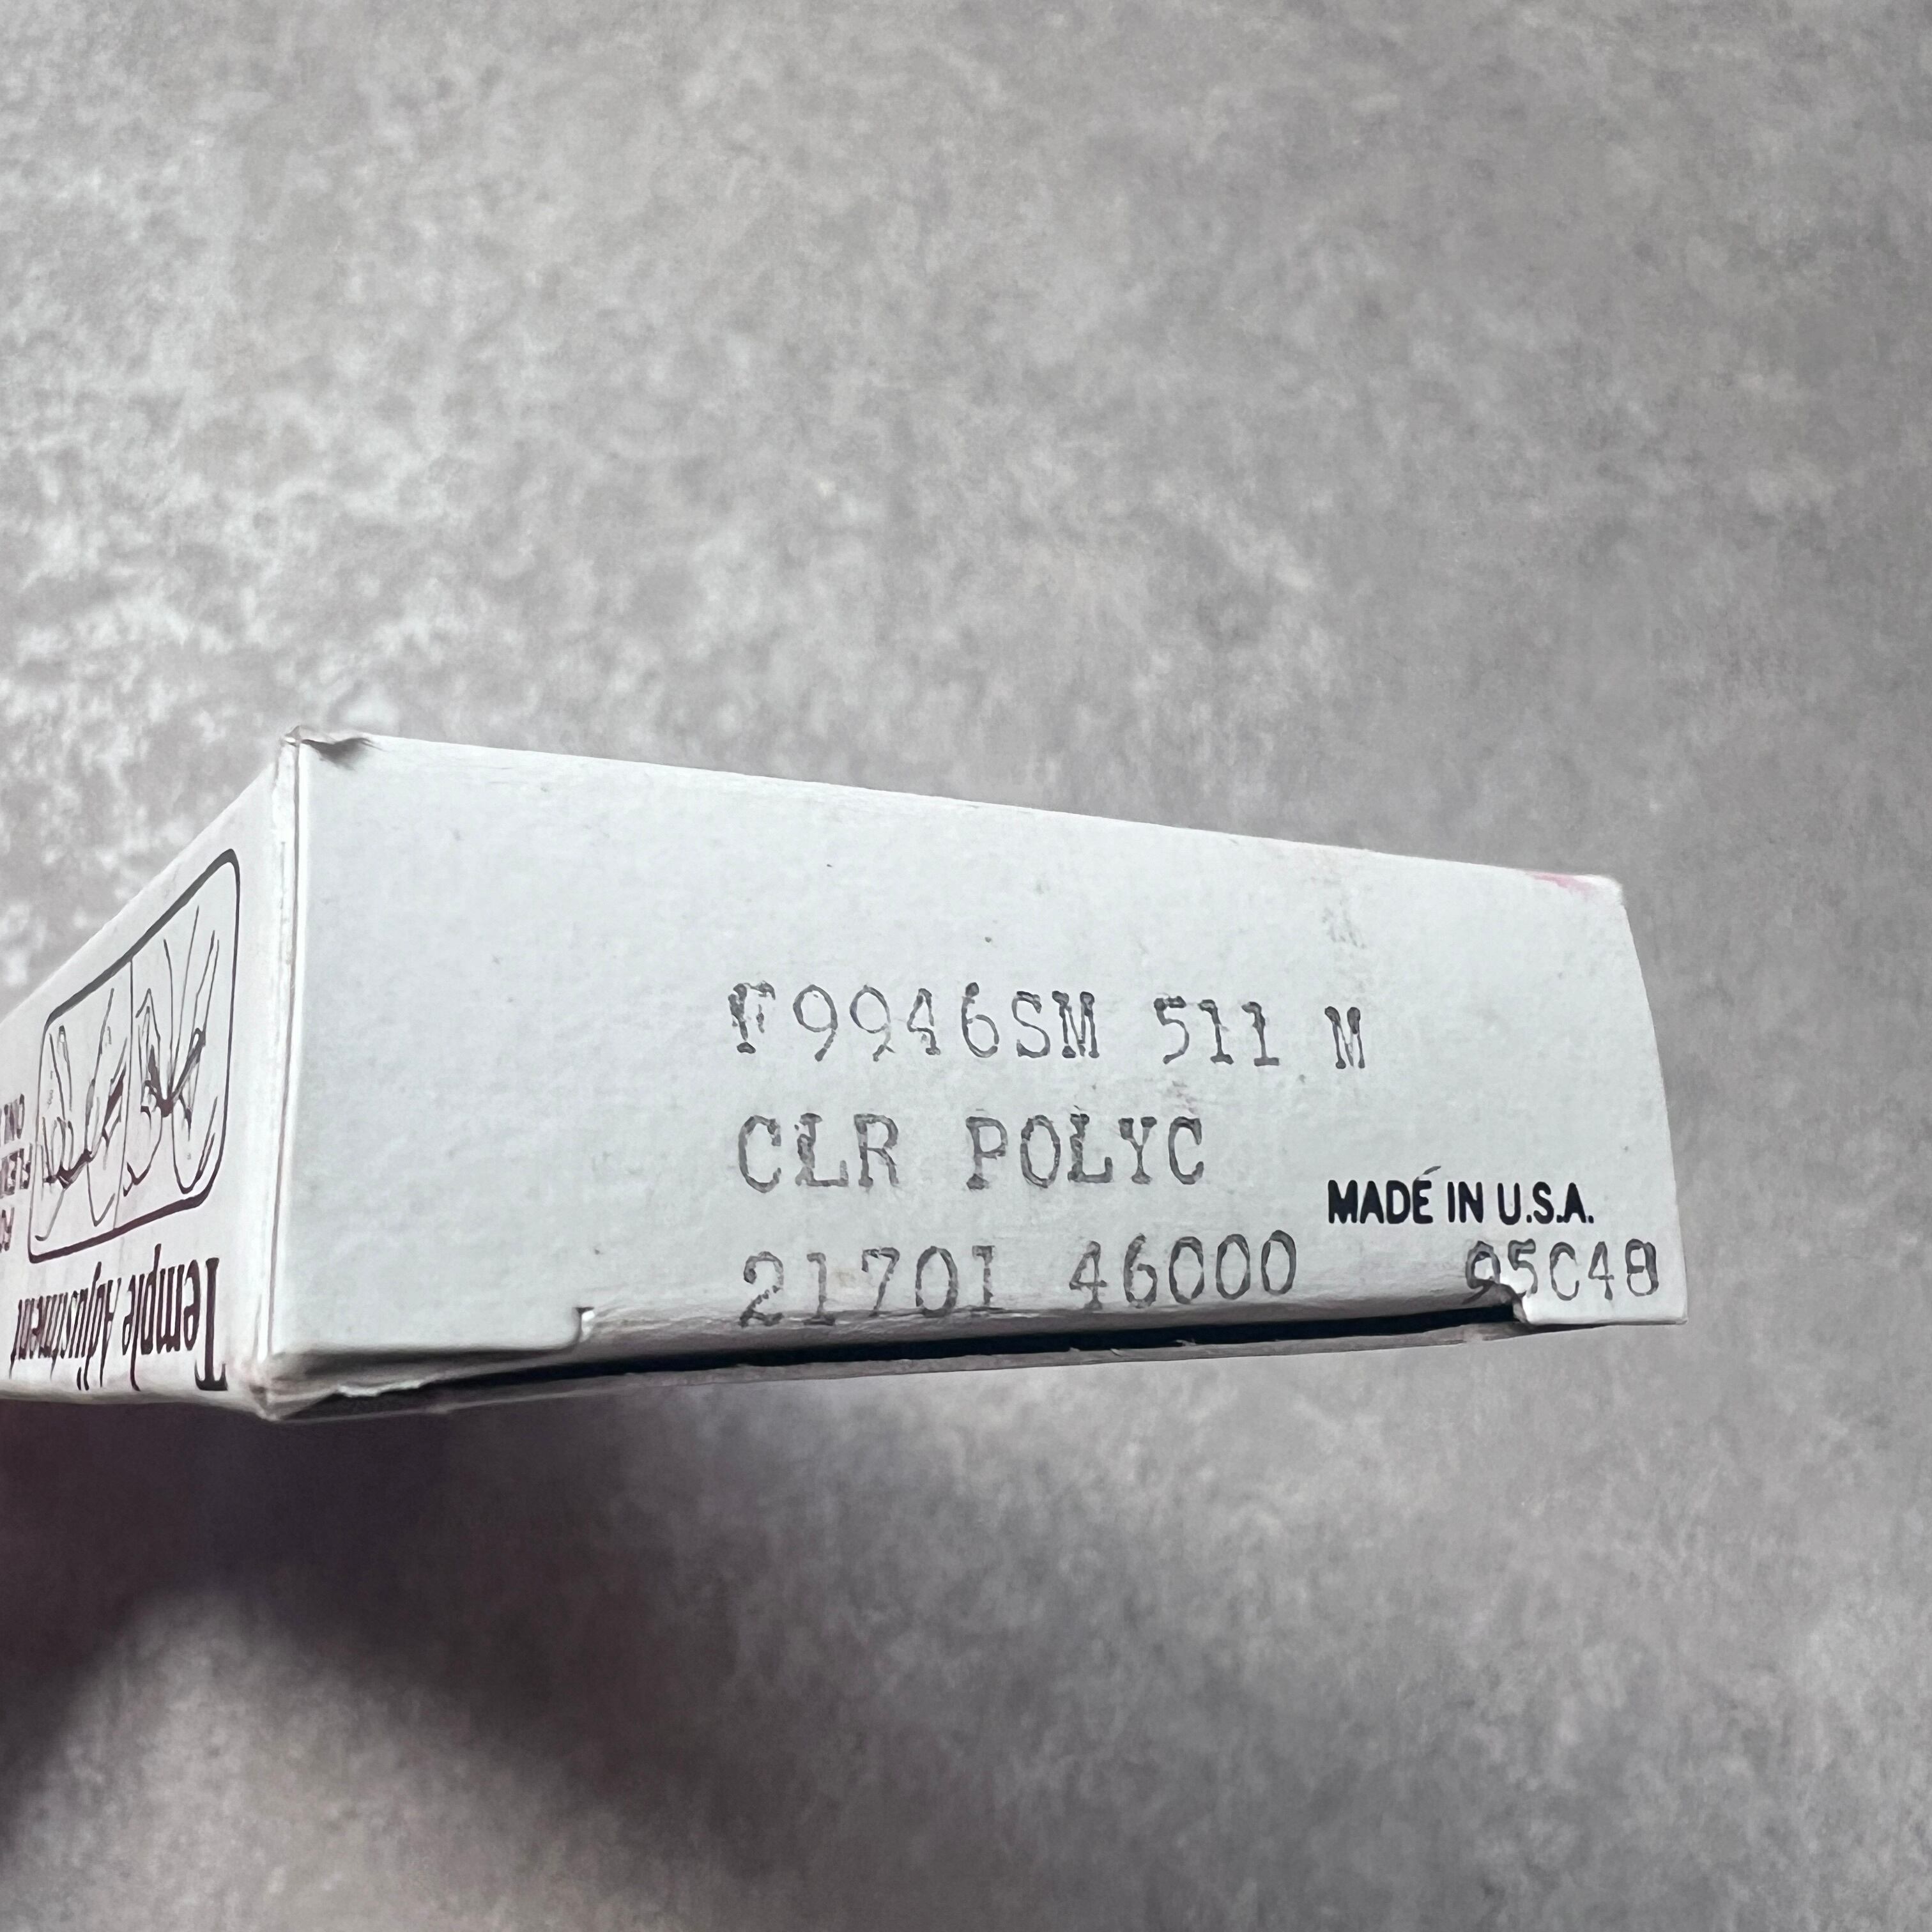 F9946SM 511 M
CLR POLYC
MADE IN U.S.A.
21701 46000 95C48
Temple Adjustment